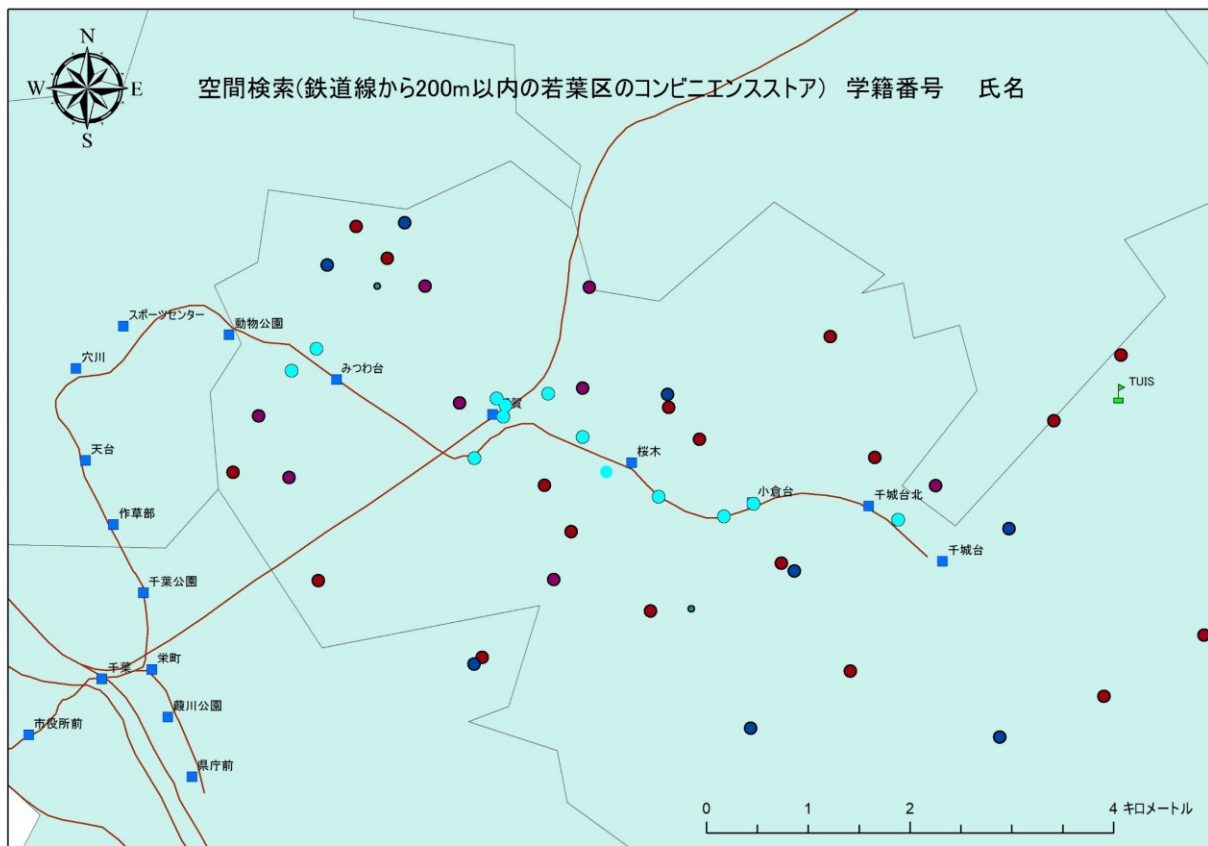 N
W E
S
空間検索(鉄道線から200m以内の若葉区のコンビニエンスストア) 学籍番号 氏名
スポーツセンター
動物公園
穴川
みつわ台
TUIS
賀
天台
桜木
小倉台
千城台北
作草部
千城台
千葉公園
栄町
千葉
葭川公園
市役所前
県庁前
0 1 2 4 キロメートル